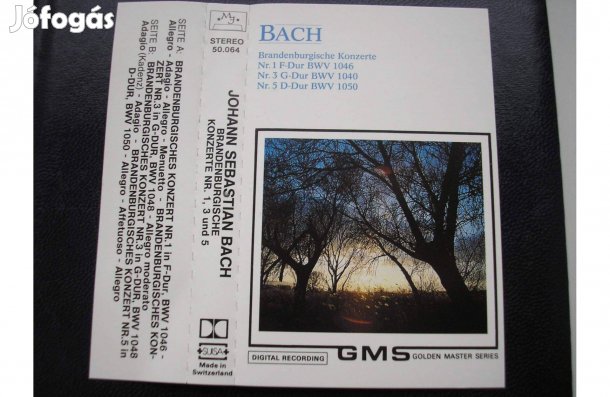 Jófogás
SEITE A: BRANDENBURGISCHES KONZERT NR.1 in F-Dur, BWV 1046 -
Allegro - Adagio - Allegro - Menuetto - BRANDENBURGISCHES KON-
ZERT NR.3 in G-DUR, BWV 1048 - Allegro moderato
SEITE B: BRANDENBURGISCHES KONZERT NR.3 in G-DUR, BWV 1048
Adagio (Kadenz) - Adagio - BRANDENBURGISCHES KONZERT NR.5 in
D-DUR, BWV 1050 - Allegro - Affetuoso - Allegro
STEREO
50.064
JOHANN SEBASTIAN BACH
BRANDENBURGISCHE
KONZERTE NR. 1, 3 und 5
SUISA
Made in
Switzerland
BACH
Brandenburgische Konzerte
Nr. 1 F-Dur BWV 1046
Nr. 3 G-Dur BWV 1040
Nr. 5 D-Dur BWV 1050
DIGITAL RECORDING
GMS GOLDEN MASTER SERIES